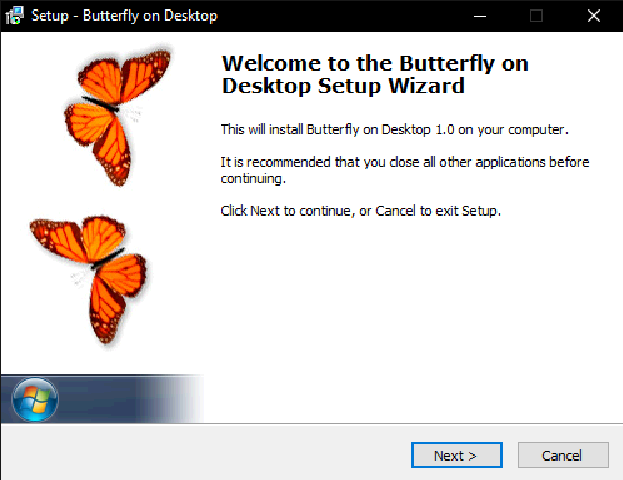 Setup - Butterfly on Desktop
Welcome to the Butterfly on
Desktop Setup Wizard
This will install Butterfly on Desktop 1.0 on your computer.
It is recommended that you close all other applications before
continuing.
Click Next to continue, or Cancel to exit Setup.
Next >
Cancel